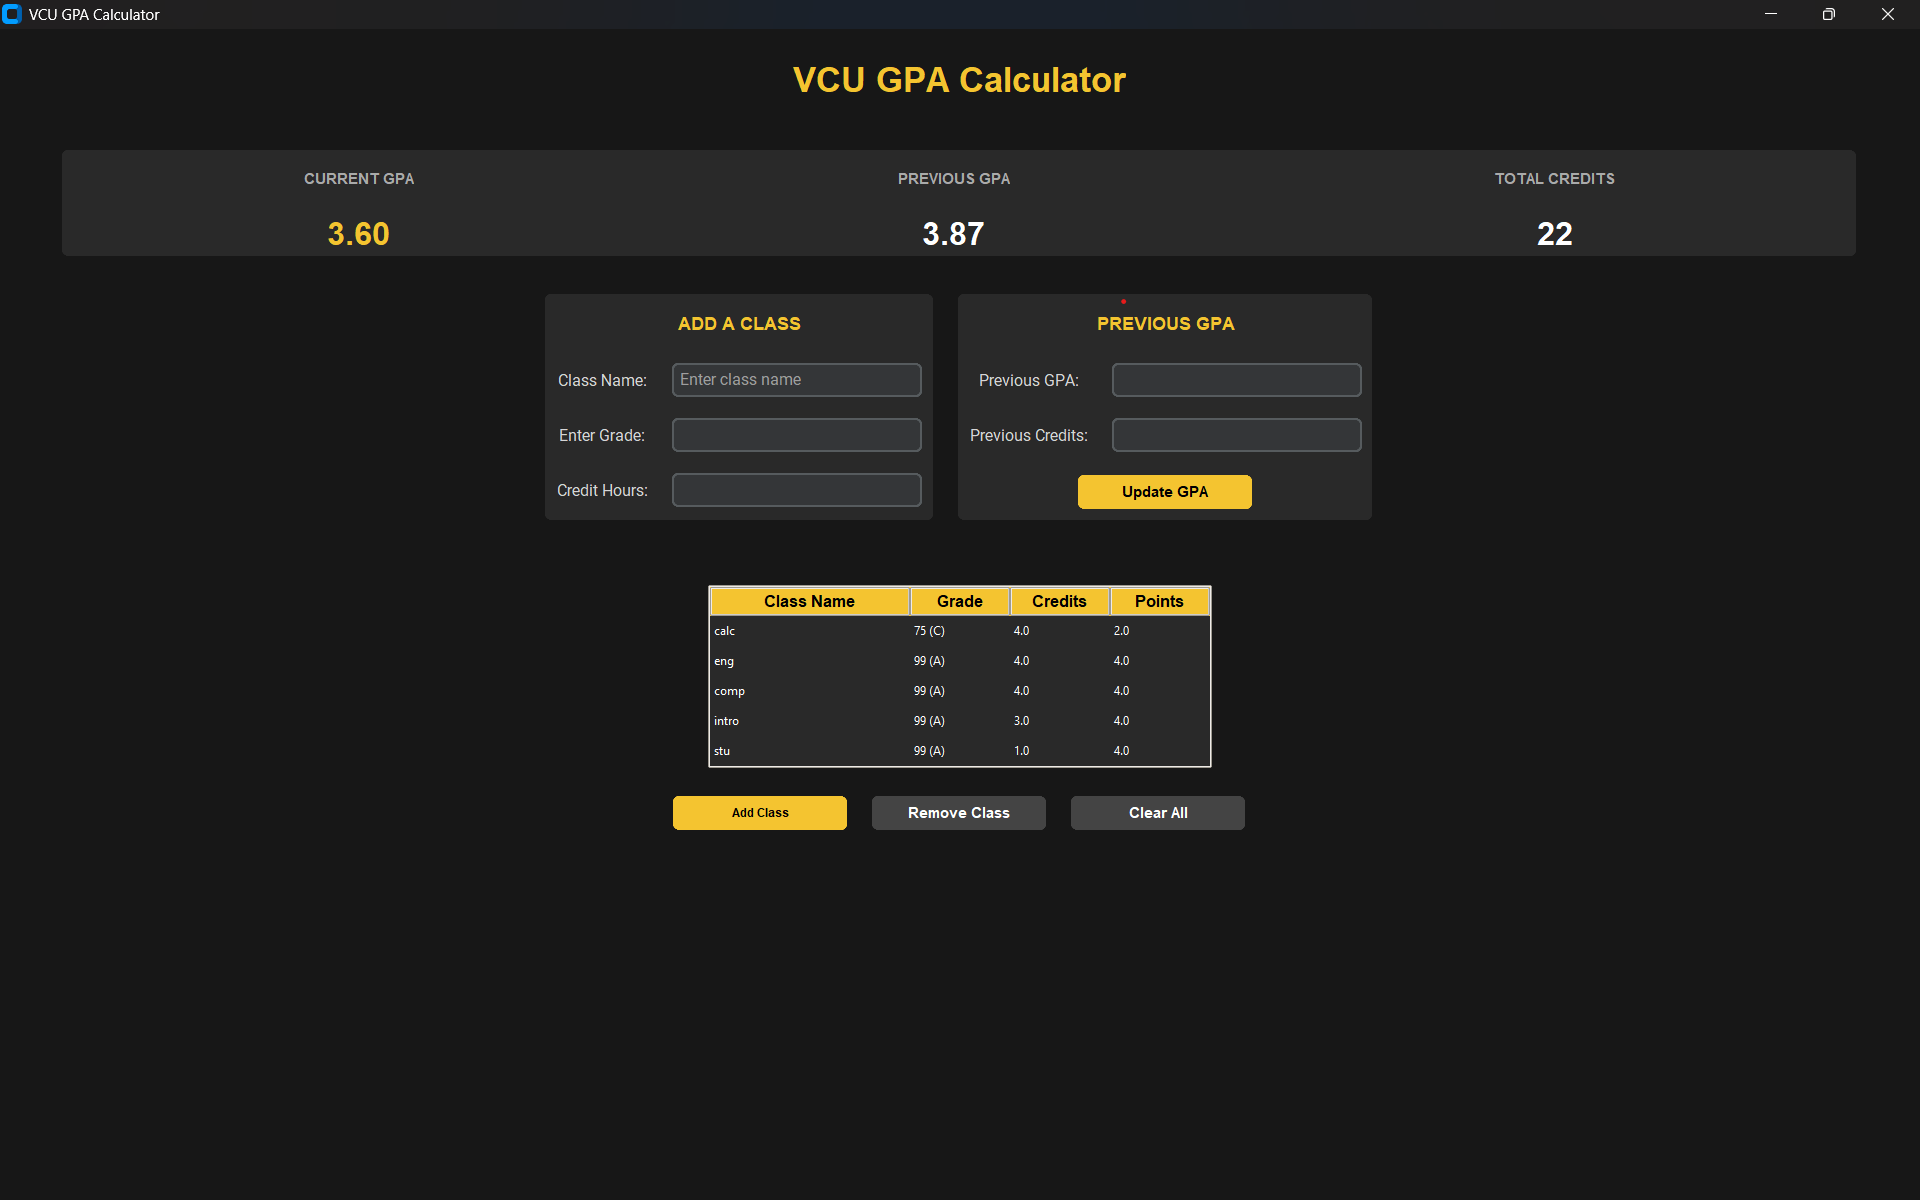 VCU GPA Calculator
VCU GPA Calculator
CURRENT GPA PREVIOUS GPA TOTAL CREDITS
3.60 3.87 22
ADD A CLASS
Class Name: Enter class name
Enter Grade:
Credit Hours:
PREVIOUS GPA
Previous GPA:
Previous Credits:
Update GPA
Class Name Grade Credits Points
calc 75 (C) 4.0 2.0
eng 99 (A) 4.0 4.0
comp 99 (A) 4.0 4.0
intro 99 (A) 3.0 4.0
stu 99 (A) 1.0 4.0
Add Class Remove Class Clear All